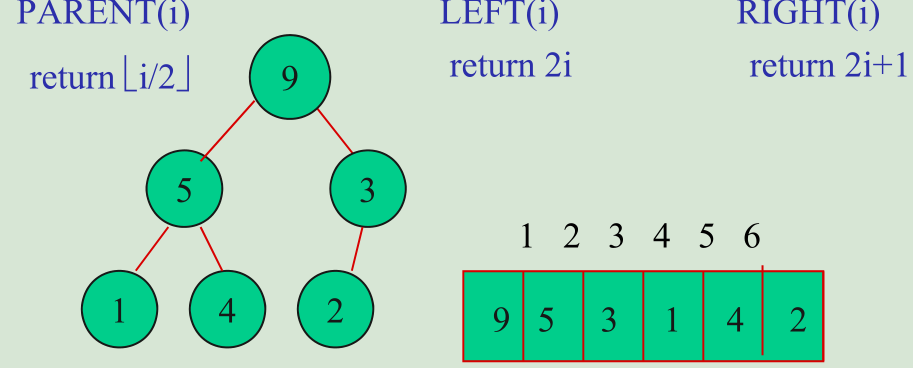 PARENT(i) LEFT(i) RIGHT(i)
return ⌊i/2⌋ return 2i return 2i+1
9
5 3
1 4 2
1 2 3 4 5 6
9 5 3 1 4 2